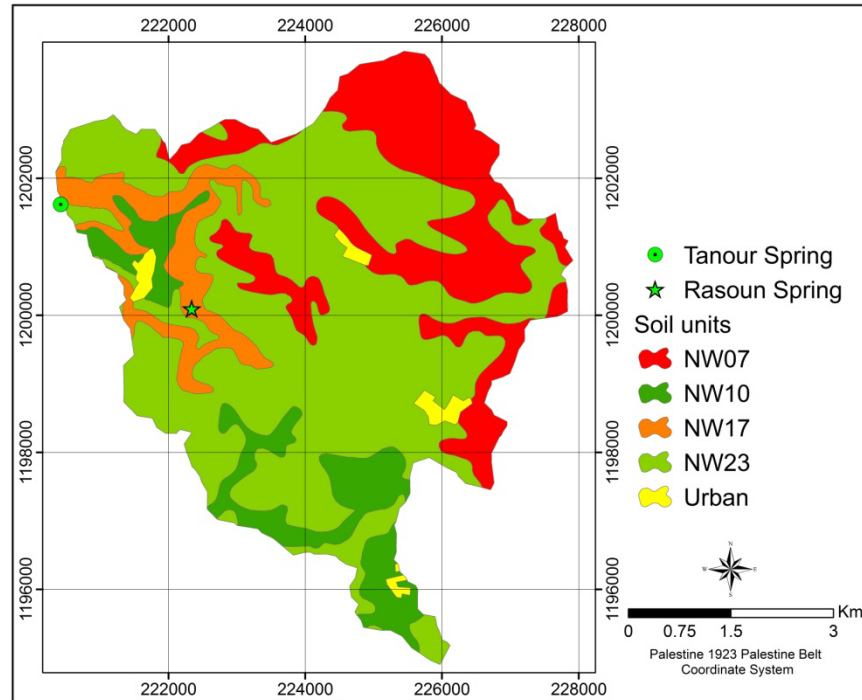 222000 224000 226000 228000
1202000 1202000
1200000 1200000
1198000 1198000
1196000 1196000
222000 224000 226000 228000
Tanour Spring
Rasoun Spring
Soil units
NW07
NW10
NW17
NW23
Urban
N
W E
S
Km
0 0.75 1.5 3
Palestine 1923 Palestine Belt
Coordinate System